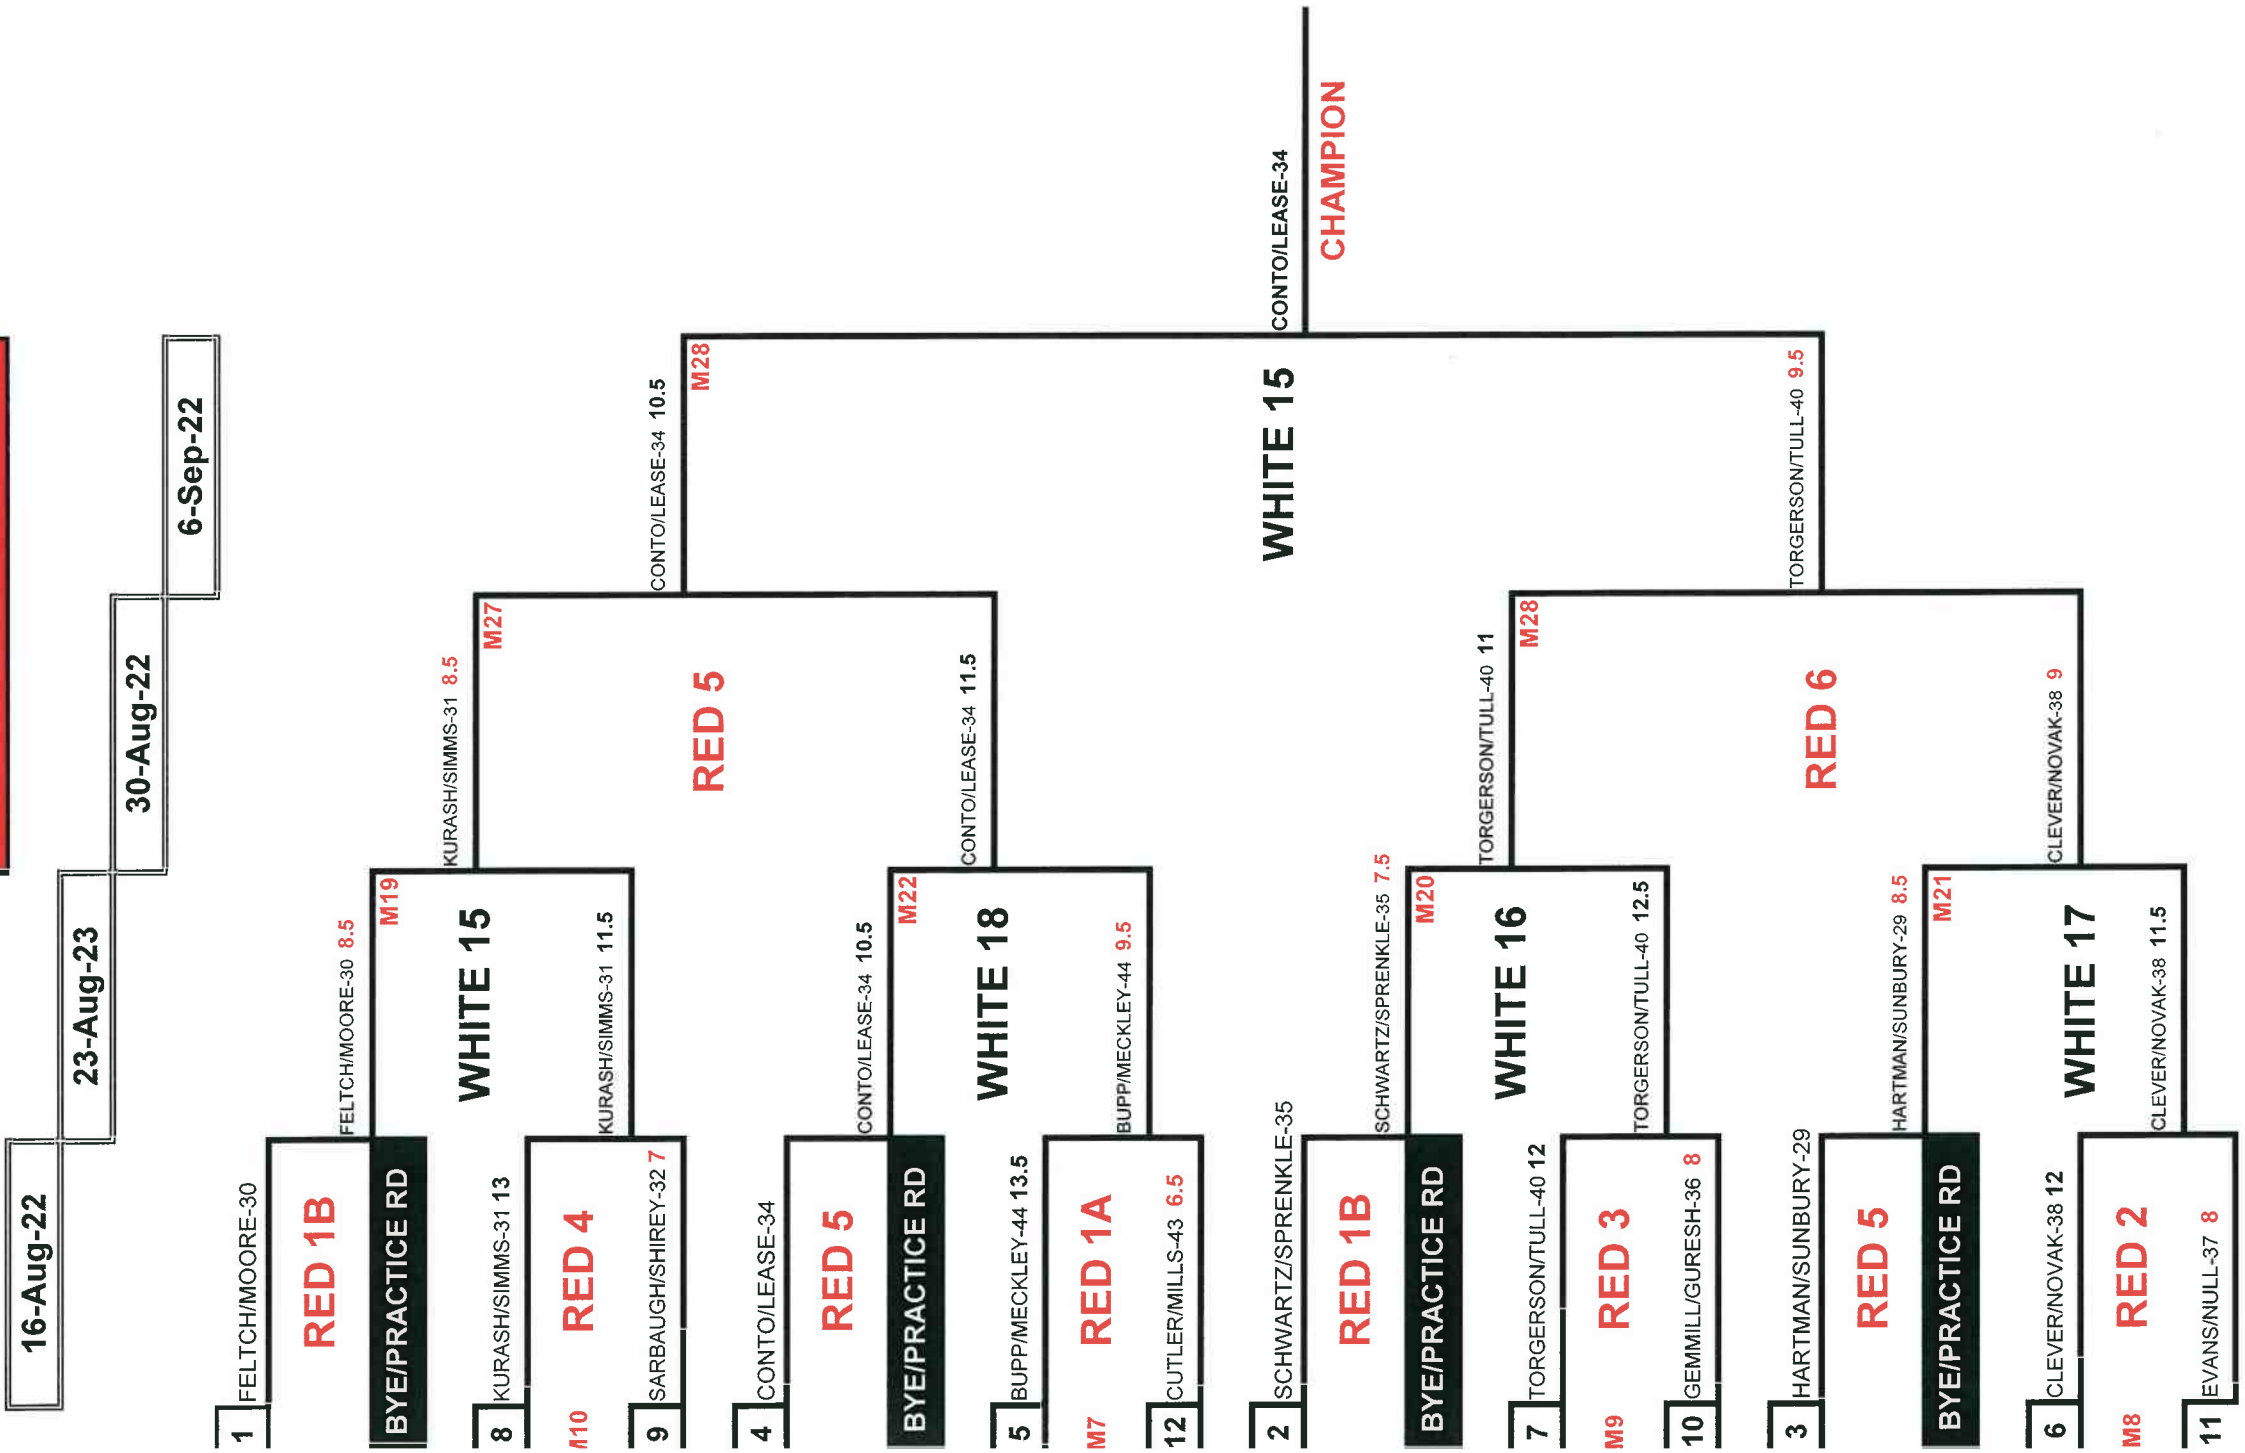 16-Aug-22
23-Aug-23
30-Aug-22
6-Sep-22
1 FELTCH/MOORE-30
RED 1B
BYE/PRACTICE RD
8 KURASH/SIMMS-31 13
M10 RED 4
9 SARBAUGH/SHIREY-32 7
4 CONTO/LEASE-34
RED 5
BYE/PRACTICE RD
5 BUPP/MECKLEY-44 13.5
M7 RED 1A
12 CUTLER/MILLS-43 6.5
2 SCHWARTZ/SPRENKLE-35
RED 1B
BYE/PRACTICE RD
7 TORGERSON/TULL-40 12
M9 RED 3
10 GEMMILL/GURESH-36 8
3 HARTMAN/SUNBURY-29
RED 5
BYE/PRACTICE RD
6 CLEVER/NOVAK-38 12
M8 RED 2
11 EVANS/NULL-37 8
FELTCH/MOORE-30 8.5
M19
WHITE 15
KURASH/SIMMS-31 11.5
CONTO/LEASE-34 10.5
M22
WHITE 18
BUPP/MECKLEY-44 9.5
SCHWARTZ/SPRENKLE-35 7.5
M20
WHITE 16
TORGERSON/TULL-40 12.5
HARTMAN/SUNBURY-29 8.5
M21
WHITE 17
CLEVER/NOVAK-38 11.5
KURASH/SIMMS-31 8.5
M27
RED 5
CONTO/LEASE-34 11.5
TORGERSON/TULL-40 11
M28
RED 6
CLEVER/NOVAK-38 9
CONTO/LEASE-34 10.5
M28
WHITE 15
TORGERSON/TULL-40 9.5
CONTO/LEASE-34
CHAMPION